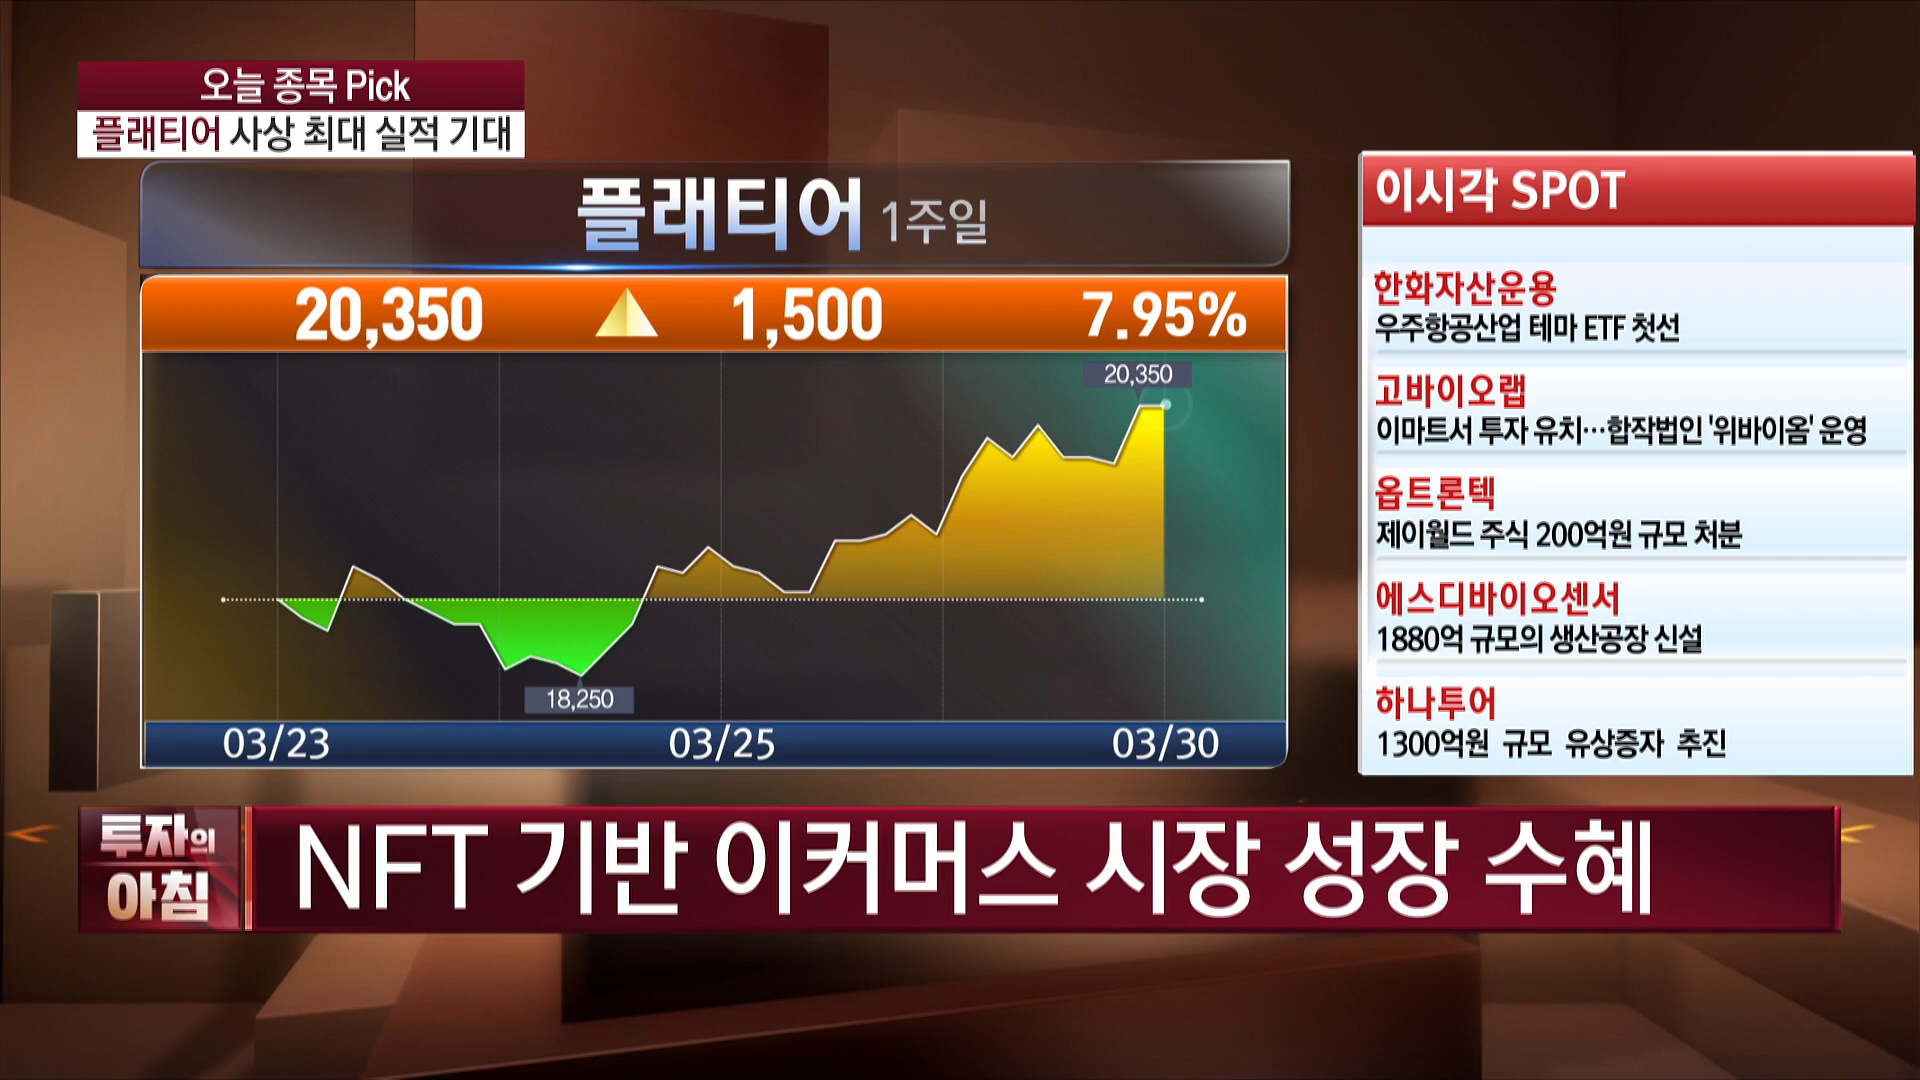 오늘 종목 Pick
플래티어 사상 최대 실적 기대
플래티어 1주일
20,350 1,500 7.95%
20,350
18,250
03/23 03/25 03/30
이시각 SPOT
한화자산운용
우주항공산업 테마 ETF 첫선
고바이오랩
이마트서 투자 유치…합작법인 '위바이옴' 운영
옵트론텍
제이월드 주식 200억원 규모 처분
에스디바이오센서
1880억 규모의 생산공장 신설
하나투어
1300억원 규모 유상증자 추진
투자의
아침
NFT 기반 이커머스 시장 성장 수혜